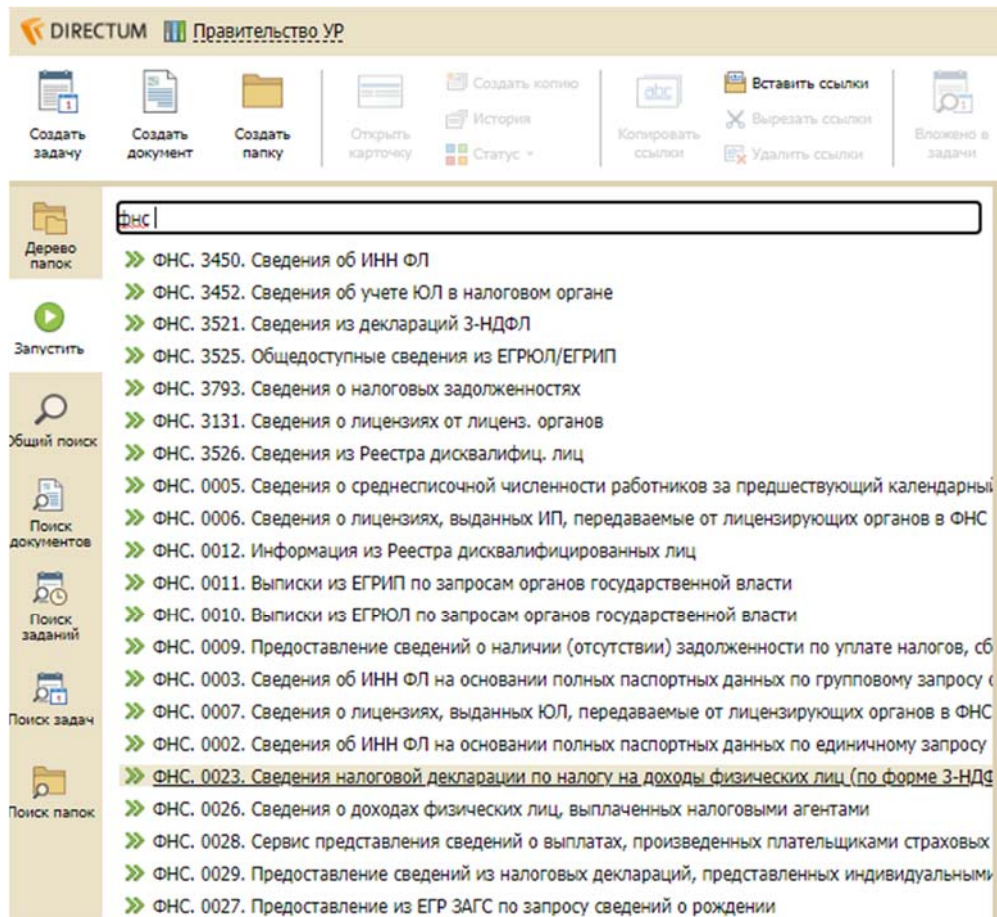 DIRECTUM Правительство УР
Создать задачу
Создать документ
Создать папку
Открыть карточку
Создать копию
История
Статус
Копировать ссылки
Вставить ссылки
Вырезать ссылки
Удалить ссылки
Вложено в задачи
Дерево папок
Запустить
Общий поиск
Поиск документов
Поиск заданий
Поиск задач
Поиск папок
фнс
ФНС. 3450. Сведения об ИНН ФЛ
ФНС. 3452. Сведения об учете ЮЛ в налоговом органе
ФНС. 3521. Сведения из деклараций 3-НДФЛ
ФНС. 3525. Общедоступные сведения из ЕГРЮЛ/ЕГРИП
ФНС. 3793. Сведения о налоговых задолженностях
ФНС. 3131. Сведения о лицензиях от лиценз. органов
ФНС. 3526. Сведения из Реестра дисквалифиц. лиц
ФНС. 0005. Сведения о среднесписочной численности работников за предшествующий календарный
ФНС. 0006. Сведения о лицензиях, выданных ИП, передаваемые от лицензирующих органов в ФНС
ФНС. 0012. Информация из Реестра дисквалифицированных лиц
ФНС. 0011. Выписки из ЕГРИП по запросам органов государственной власти
ФНС. 0010. Выписки из ЕГРЮЛ по запросам органов государственной власти
ФНС. 0009. Предоставление сведений о наличии (отсутствии) задолженности по уплате налогов, сб
ФНС. 0003. Сведения об ИНН ФЛ на основании полных паспортных данных по групповому запросу
ФНС. 0007. Сведения о лицензиях, выданных ЮЛ, передаваемые от лицензирующих органов в ФНС
ФНС. 0002. Сведения об ИНН ФЛ на основании полных паспортных данных по единичному запросу
ФНС. 0023. Сведения налоговой декларации по налогу на доходы физических лиц (по форме 3-НДФ
ФНС. 0026. Сведения о доходах физических лиц, выплаченных налоговыми агентами
ФНС. 0028. Сервис представления сведений о выплатах, произведенных плательщиками страховых
ФНС. 0029. Предоставление сведений из налоговых деклараций, представленных индивидуальными
ФНС. 0027. Предоставление из ЕГР ЗАГС по запросу сведений о рождении